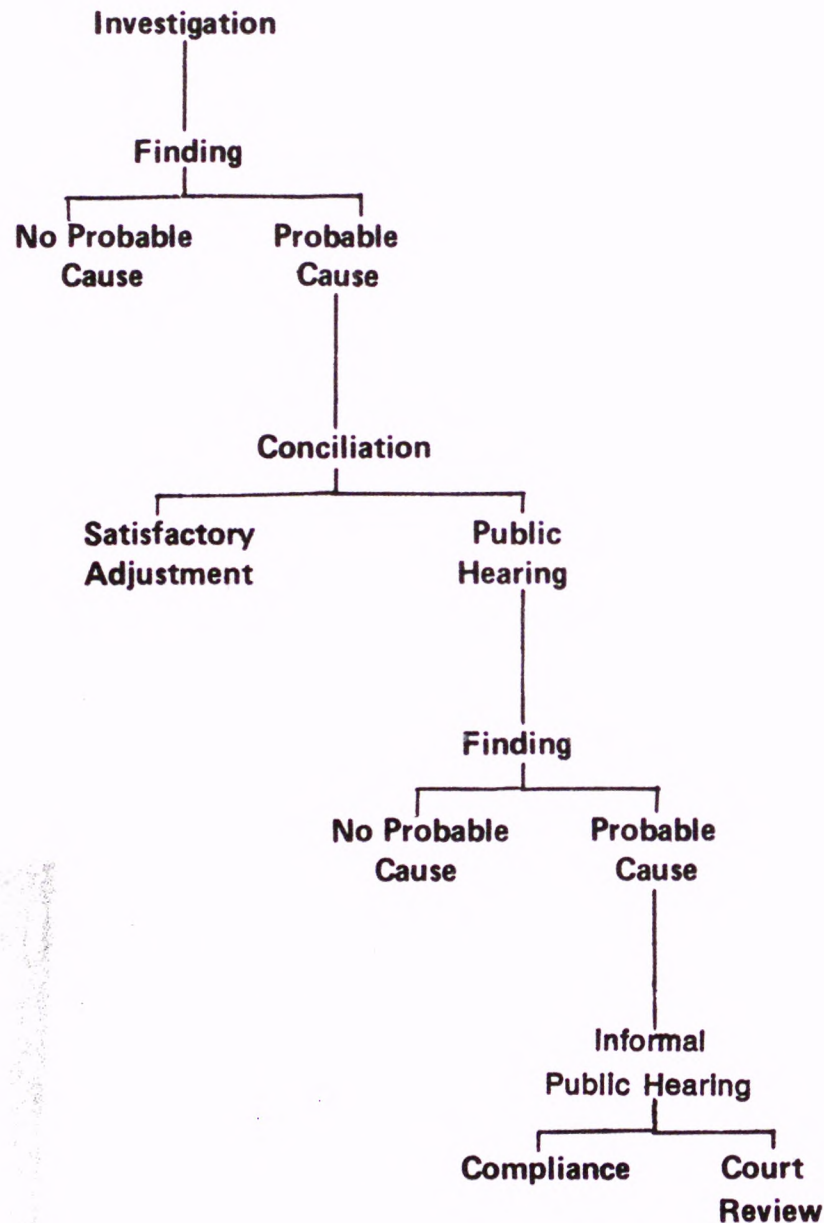 Investigation
Finding
No Probable
Cause
Probable
Cause
Conciliation
Satisfactory
Adjustment
Public
Hearing
Finding
No Probable
Cause
Probable
Cause
Informal
Public Hearing
Compliance
Court
Review